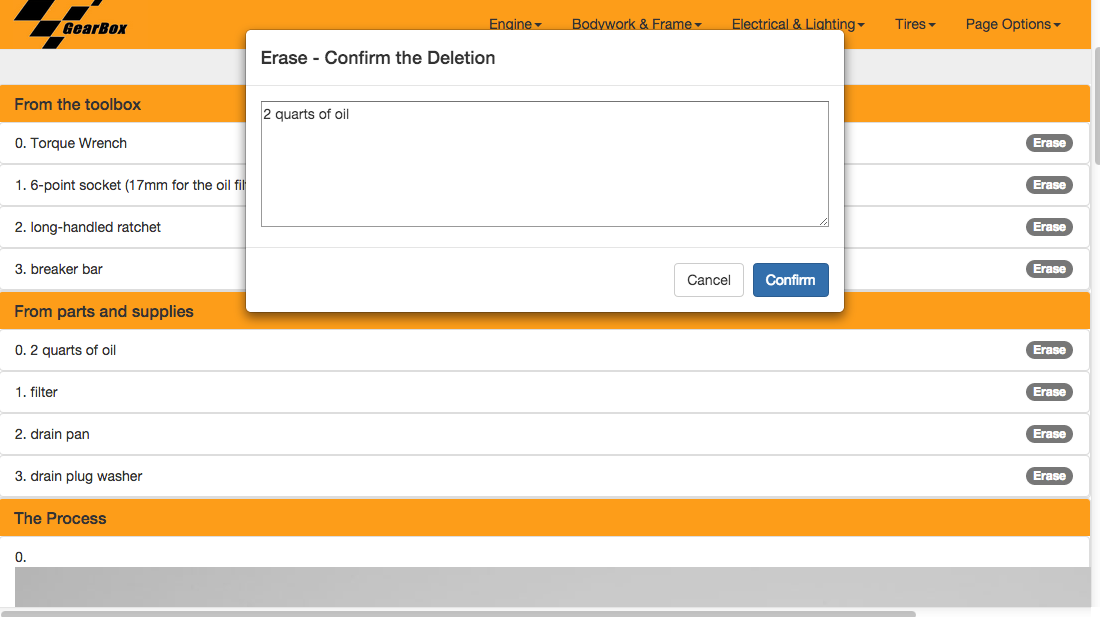 GearBox
Engine
Bodywork & Frame
Electrical & Lighting
Tires
Page Options
Erase - Confirm the Deletion
2 quarts of oil
Cancel
Confirm
From the toolbox
0. Torque Wrench
Erase
1. 6-point socket (17mm for the oil
Erase
2. long-handled ratchet
Erase
3. breaker bar
Erase
From parts and supplies
0. 2 quarts of oil
Erase
1. filter
Erase
2. drain pan
Erase
3. drain plug washer
Erase
The Process
0.